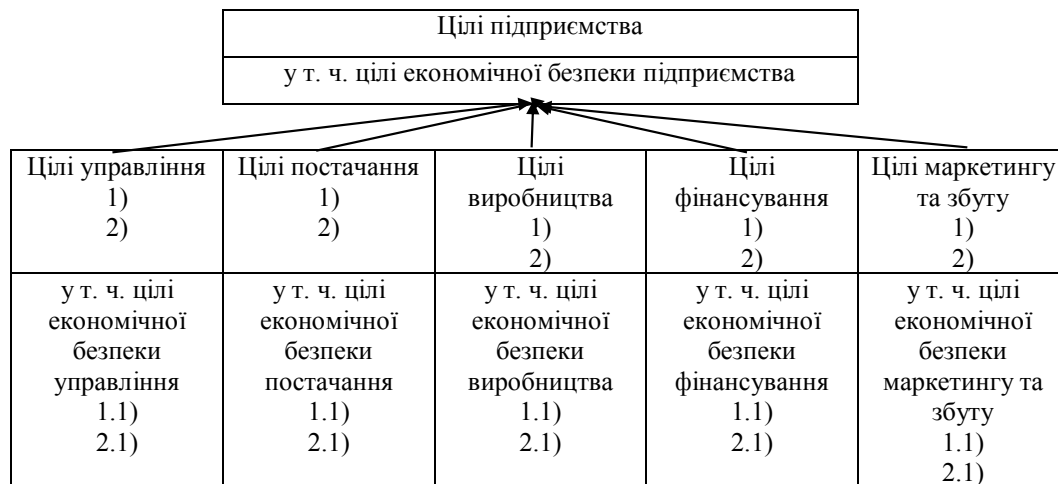 Цілі підприємства
у т. ч. цілі економічної безпеки підприємства
Цілі управління
1)
2)
Цілі постачання
1)
2)
Цілі
виробництва
1)
2)
Цілі
фінансування
1)
2)
Цілі маркетингу
та збуту
1)
2)
у т. ч. цілі
економічної
безпеки
управління
1.1)
2.1)
у т. ч. цілі
економічної
безпеки
постачання
1.1)
2.1)
у т. ч. цілі
економічної
безпеки
виробництва
1.1)
2.1)
у т. ч. цілі
економічної
безпеки
фінансування
1.1)
2.1)
у т. ч. цілі
економічної
безпеки
маркетингу та
збуту
1.1)
2.1)